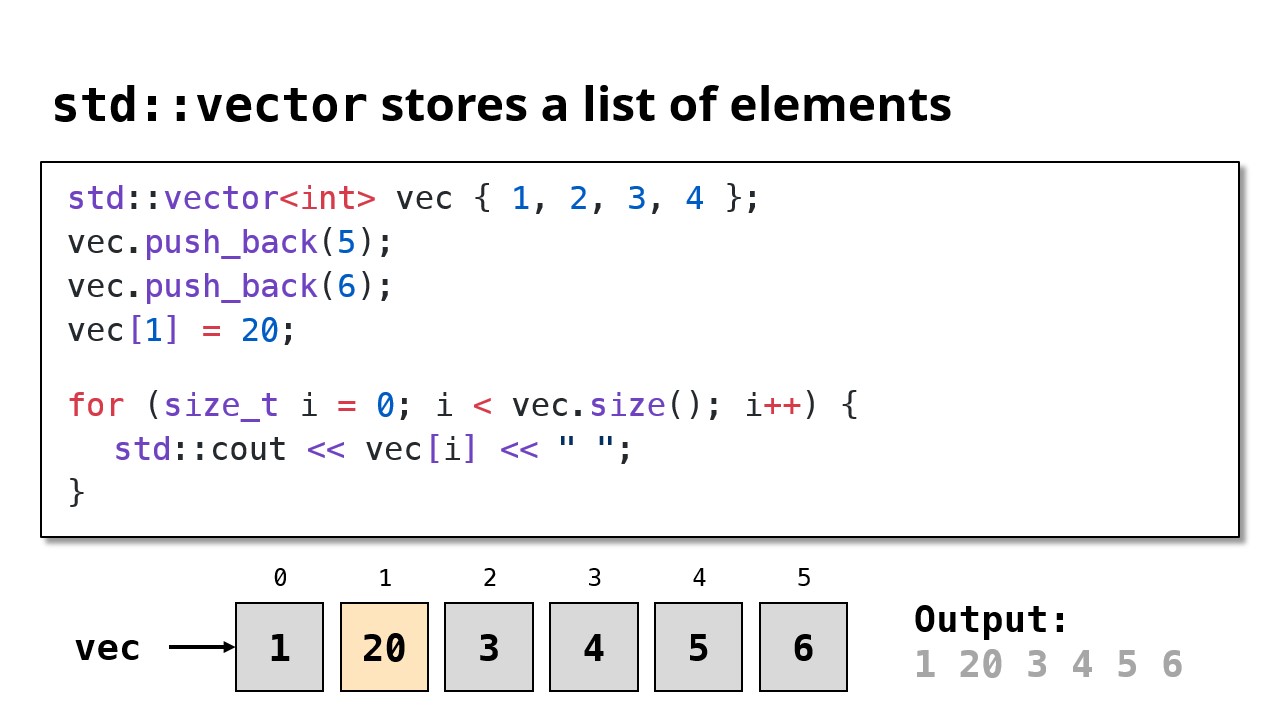 std::vector stores a list of elements
std::vector<int> vec { 1, 2, 3, 4 };
vec.push_back(5);
vec.push_back(6);
vec[1] = 20;
for (size_t i = 0; i < vec.size(); i++) {
std::cout << vec[i] << " ";
}
0 1 2 3 4 5
vec 1 20 3 4 5 6
Output:
1 20 3 4 5 6